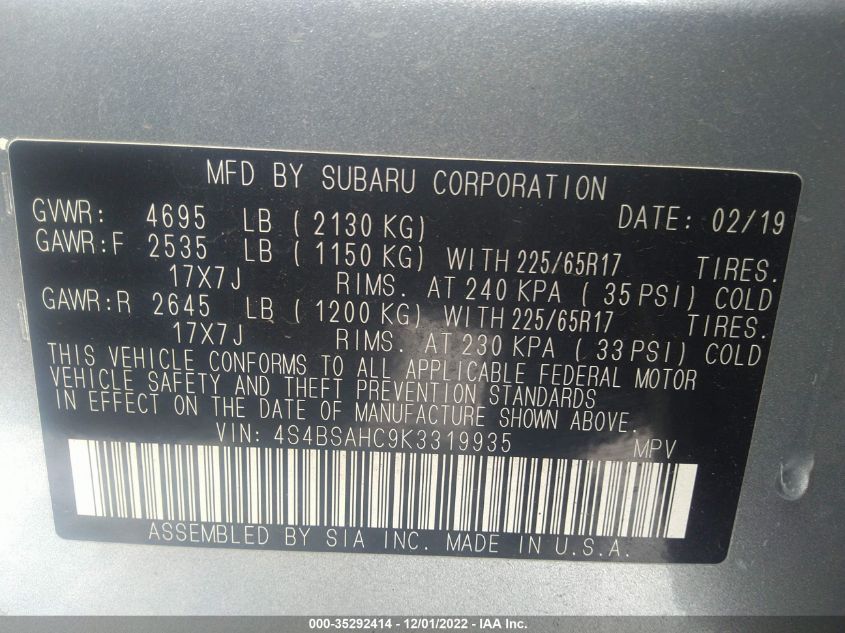 MFD BY SUBARU CORPORATION
GVWR: 4695 LB ( 2130 KG) DATE: 02/19
GAWR:F 2535 LB ( 1150 KG) WITH 225/65R17 TIRES.
17X7J RIMS. AT 240 KPA ( 35 PSI) COLD
GAWR:R 2645 LB ( 1200 KG) WITH 225/65R17 TIRES.
17X7J RIMS. AT 230 KPA ( 33 PSI) COLD
THIS VEHICLE CONFORMS TO ALL APPLICABLE FEDERAL MOTOR
VEHICLE SAFETY AND THEFT PREVENTION STANDARDS
IN EFFECT ON THE DATE OF MANUFACTURE SHOWN ABOVE.
VIN: 4S4BSAHC9K3319935 MPV
ASSEMBLED BY SIA INC. MADE IN U.S.A.
000-35292414 - 12/01/2022 - IAA Inc.